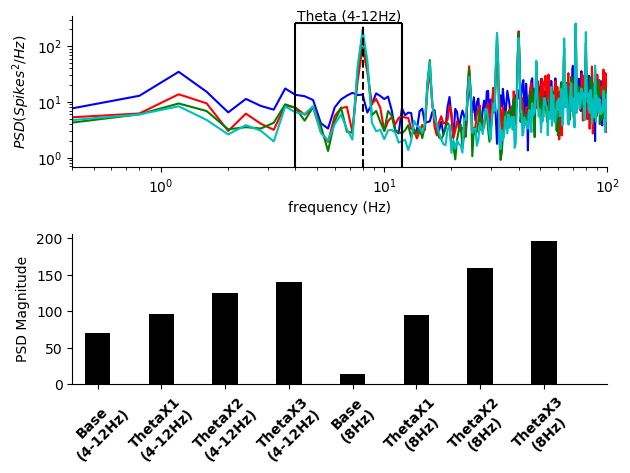 Theta (4-12Hz)
PSD(Spikes²/Hz)
10²
10¹
10⁰
10⁰ 10¹ 10²
frequency (Hz)
PSD Magnitude
200
150
100
50
0
Base
(4-12Hz)
ThetaX1
(4-12Hz)
ThetaX2
(4-12Hz)
ThetaX3
(4-12Hz)
Base
(8Hz)
ThetaX1
(8Hz)
ThetaX2
(8Hz)
ThetaX3
(8Hz)